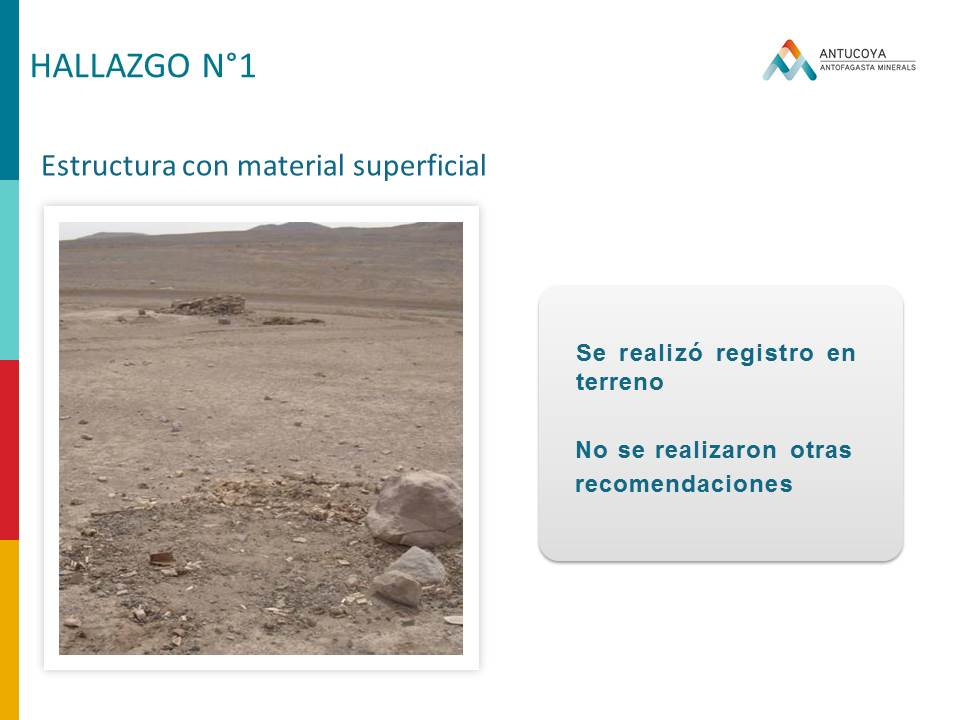 HALLAZGO N°1
ANTUCOYA
ANTOFAGASTA MINERALS
Estructura con material superficial
Se realizó registro en
terreno
No se realizaron otras
recomendaciones